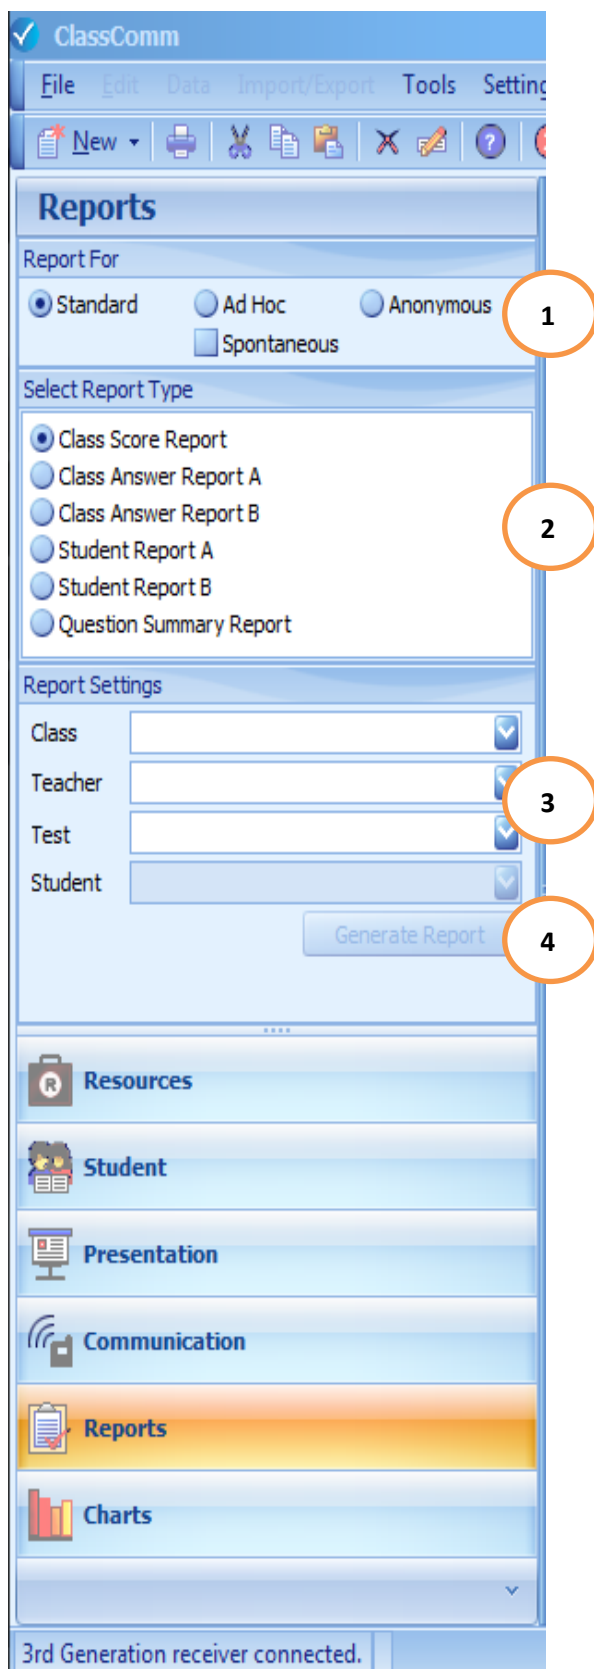 ClassComm
File Edit Data Import/Export Tools Setting
New
Reports
Report For
Standard Ad Hoc Anonymous 1
Spontaneous
Select Report Type
Class Score Report
Class Answer Report A
Class Answer Report B 2
Student Report A
Student Report B
Question Summary Report
Report Settings
Class
Teacher 3
Test
Student
Generate Report 4
R Resources
Student
Presentation
Communication
Reports
Charts
3rd Generation receiver connected.